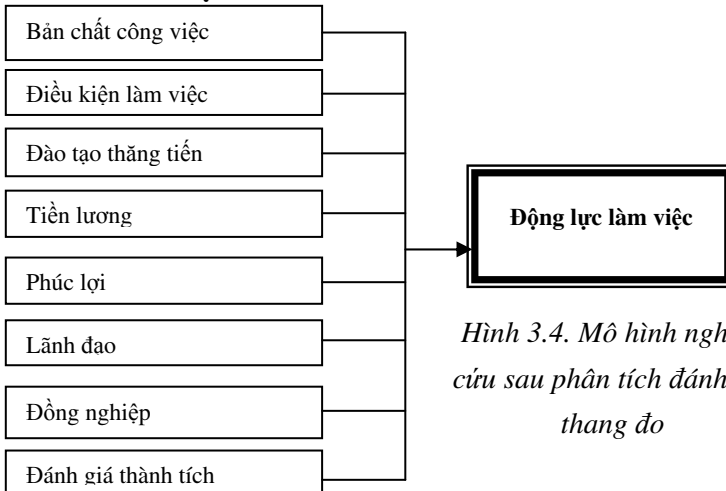 Bản chất công việc
Điều kiện làm việc
Đào tạo thăng tiến
Tiền lương
Phúc lợi
Lãnh đạo
Đồng nghiệp
Đánh giá thành tích
Động lực làm việc
Hình 3.4. Mô hình
cứu sau phân tích đánh
thang đo